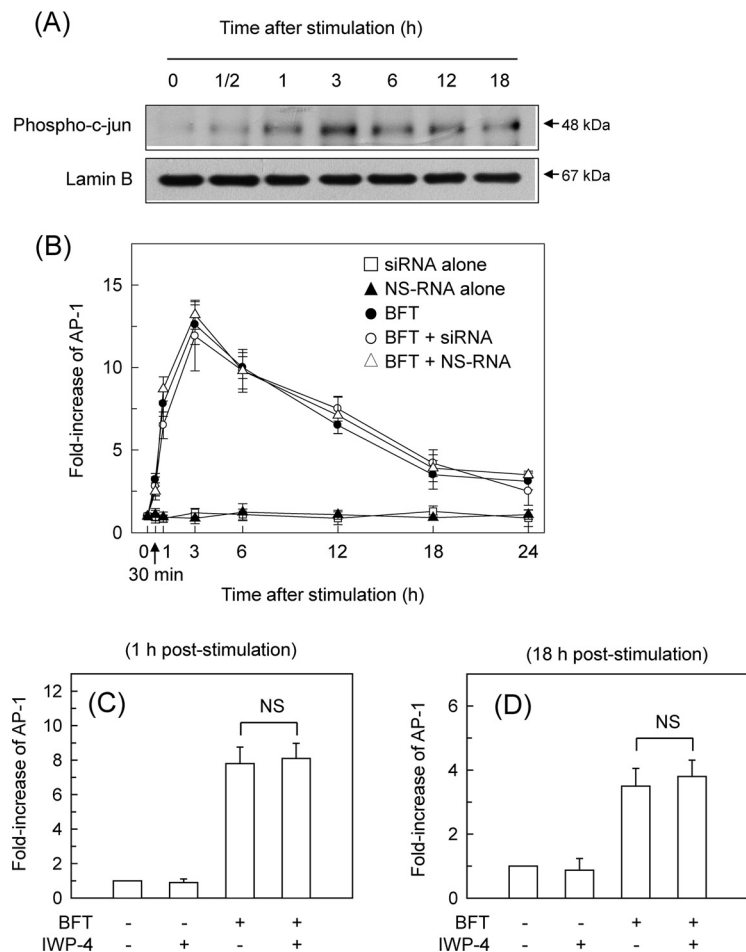 (A)
Time after stimulation (h)
0 1/2 1 3 6 12 18
Phospho-c-jun 48 kDa
Lamin B 67 kDa
(B)
Fold-increase of AP-1
15
10
5
0
siRNA alone
NS-RNA alone
BFT
BFT + siRNA
BFT + NS-RNA
0 1 3 6 12 18 24
30 min
Time after stimulation (h)
(1 h post-stimulation)
(C)
Fold-increase of AP-1
12
10
8
6
4
2
0
NS
BFT - - + +
IWP-4 - + - +
(18 h post-stimulation)
(D)
Fold-increase of AP-1
6
4
2
0
NS
BFT - - + +
IWP-4 - + - +